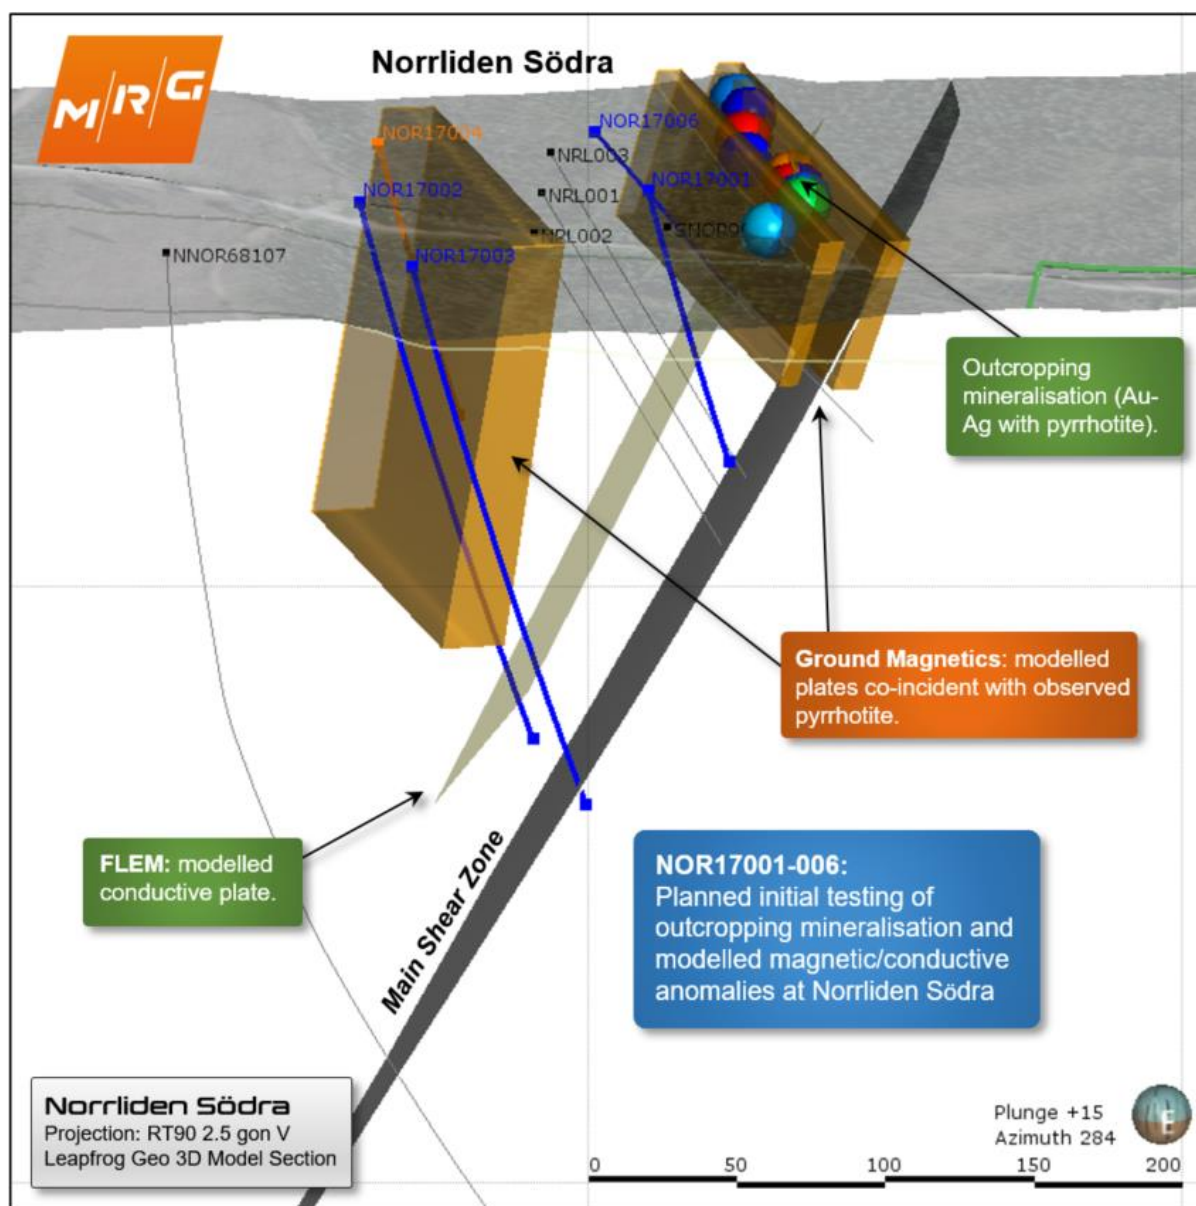 M/R/G
Norrliden Södra
NOR17004
NOR17006
NRL003
NOR17002
NRL001
NOR17001
NRL002
NNOR68107
NOR17003
Outcropping
mineralisation (Au-
Ag with pyrrhotite).
Ground Magnetics: modelled
plates co-incident with observed
pyrrhotite.
FLEM: modelled
conductive plate.
Main Shear Zone
NOR17001-006:
Planned initial testing of
outcropping mineralisation and
modelled magnetic/conductive
anomalies at Norrliden Södra
Norrliden Södra
Projection: RT90 2.5 gon V
Leapfrog Geo 3D Model Section
Plunge +15
Azimuth 284
E
0 50 100 150 200